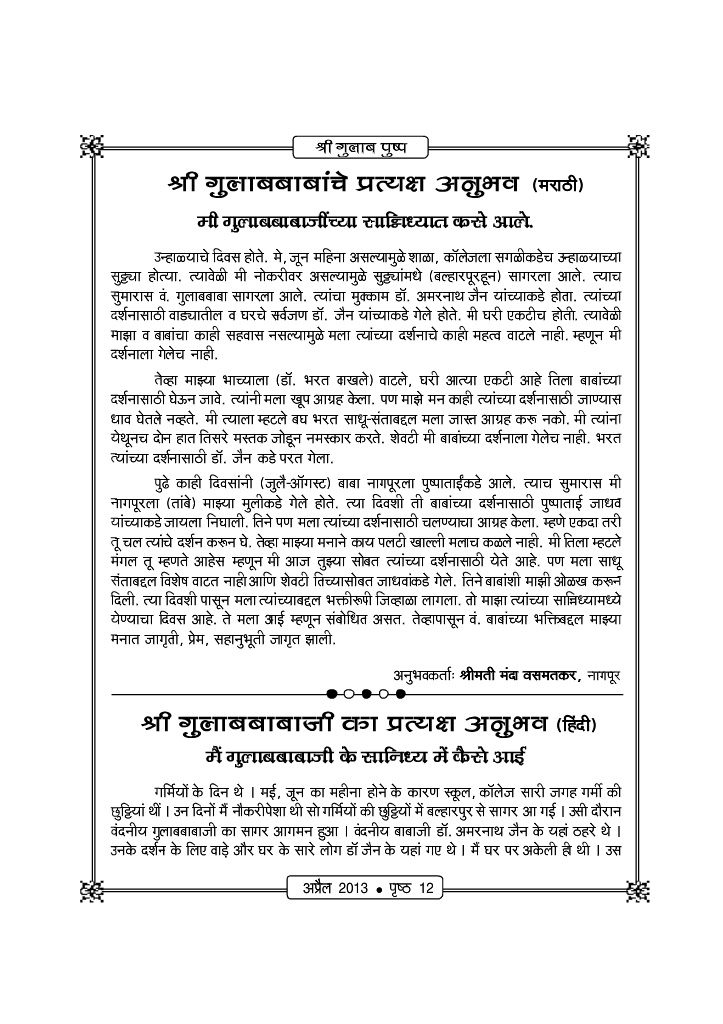 श्री गुलाब पुष्प
श्री गुलाबबाबांचे प्रत्यक्ष अनुभव (मराठी)
मी गुलाबबाबाजींच्या सान्निध्यात कसे आले.
उन्हाळ्याचे दिवस होते. मे, जून महिना असल्यामुळे शाळा, कॉलेजला सगळीकडेच उन्हाळ्याच्या
सुट्ट्या होत्या. त्यावेळी मी नोकरीवर असल्यामुळे सुट्ट्यांमधे (बल्हारपूरहून) सागरला आले. त्याच
सुमारास वं. गुलाबबाबा सागरला आले. त्यांचा मुक्काम डॉ. अमरनाथ जैन यांच्याकडे होता. त्यांच्या
दर्शनासाठी वाड्यातील व घरचे सर्वजण डॉ. जैन यांच्याकडे गेले होते. मी घरी एकटीच होती. त्यावेळी
माझा व बाबांचा काही सहवास नसल्यामुळे मला त्यांच्या दर्शनाचे काही महत्व वाटले नाही. म्हणून मी
दर्शनाला गेलेच नाही.
तेव्हा माझ्या भाच्याला (डॉ. भरत बाखले) वाटले, घरी आत्या एकटी आहे तिला बाबांच्या
दर्शनासाठी घेऊन जावे. त्यांनी मला खूप आग्रह केला. पण माझे मन काही त्यांच्या दर्शनासाठी जाण्यास
धाव घेतले नव्हते. मी त्याला म्हटले बघ भरत साधू-संताबद्दल मला जास्त आग्रह करू नको. मी त्यांना
येथूनच दोन हात तिसरे मस्तक जोडून नमस्कार करते. शेवटी मी बाबांच्या दर्शनाला गेलेच नाही. भरत
त्यांच्या दर्शनासाठी डॉ. जैन कडे परत गेला.
पुढे काही दिवसांनी (जुलै-ऑगस्ट) बाबा नागपूरला पुष्पाताईंकडे आले. त्याच सुमारास मी
नागपूरला (तांबे) माझ्या मुलीकडे गेले होते. त्या दिवशी ती बाबांच्या दर्शनासाठी पुष्पाताई जाधव
यांच्याकडे जायला निघाली. तिने पण मला त्यांच्या दर्शनासाठी चलण्याचा आग्रह केला. म्हणे एकदा तरी
तू चल त्यांचे दर्शन करून घे. तेव्हा माझ्या मनाने काय पलटी खाल्ली मलाच कळले नाही. मी तिला म्हटले
मंगल तू म्हणते आहेस म्हणून मी आज तुझ्या सोबत त्यांच्या दर्शनासाठी येते आहे. पण मला साधू
संताबद्दल विशेष वाटत नाही आणि शेवटी तिच्यासोबत जाधवांकडे गेले. तिने बाबांशी माझी ओळख करून
दिली. त्या दिवशी पासून मला त्यांच्याबद्दल भक्तीरूपी जिव्हाळा लागला. तो माझा त्यांच्या सान्निध्यामध्ये
येण्याचा दिवस आहे. ते मला आई म्हणून संबोधित असत. तेव्हापासून वं. बाबांच्या भक्तिबद्दल माझ्या
मनात जागृती, प्रेम, सहानुभूती जागृत झाली.
अनुभवकर्ताः श्रीमती मंदा वसमतकर, नागपूर
श्री गुलाबबाबाजी का प्रत्यक्ष अनुभव (हिंदी)
मैं गुलाबबाबाजी के सानिध्य में कैसे आई
गर्मियों के दिन थे । मई, जून का महीना होने के कारण स्कूल, कॉलेज सारी जगह गर्मी की
छुट्टियां थीं । उन दिनों मैं नौकरीपेशा थी सो गर्मियों की छुट्टियों में बल्हारपुर से सागर आ गई । उसी दौरान
वंदनीय गुलाबबाबाजी का सागर आगमन हुआ । वंदनीय बाबाजी डॉ. अमरनाथ जैन के यहां ठहरे थे ।
उनके दर्शन के लिए वाड़े और घर के सारे लोग डॉ जैन के यहां गए थे । मैं घर पर अकेली ही थी । उस
अप्रैल 2013 ● पृष्ठ 12